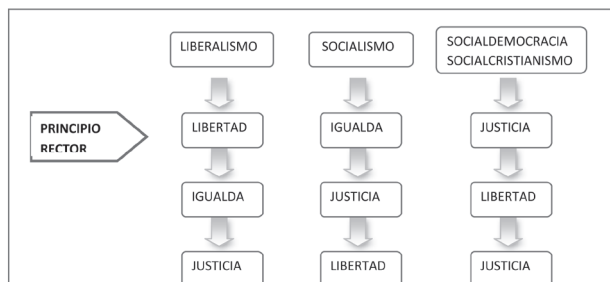 LIBERALISMO
SOCIALISMO
SOCIALDEMOCRACIA
SOCIALCRISTIANISMO
PRINCIPIO
RECTOR
LIBERTAD
IGUALDA
JUSTICIA
IGUALDA
JUSTICIA
LIBERTAD
JUSTICIA
LIBERTAD
JUSTICIA